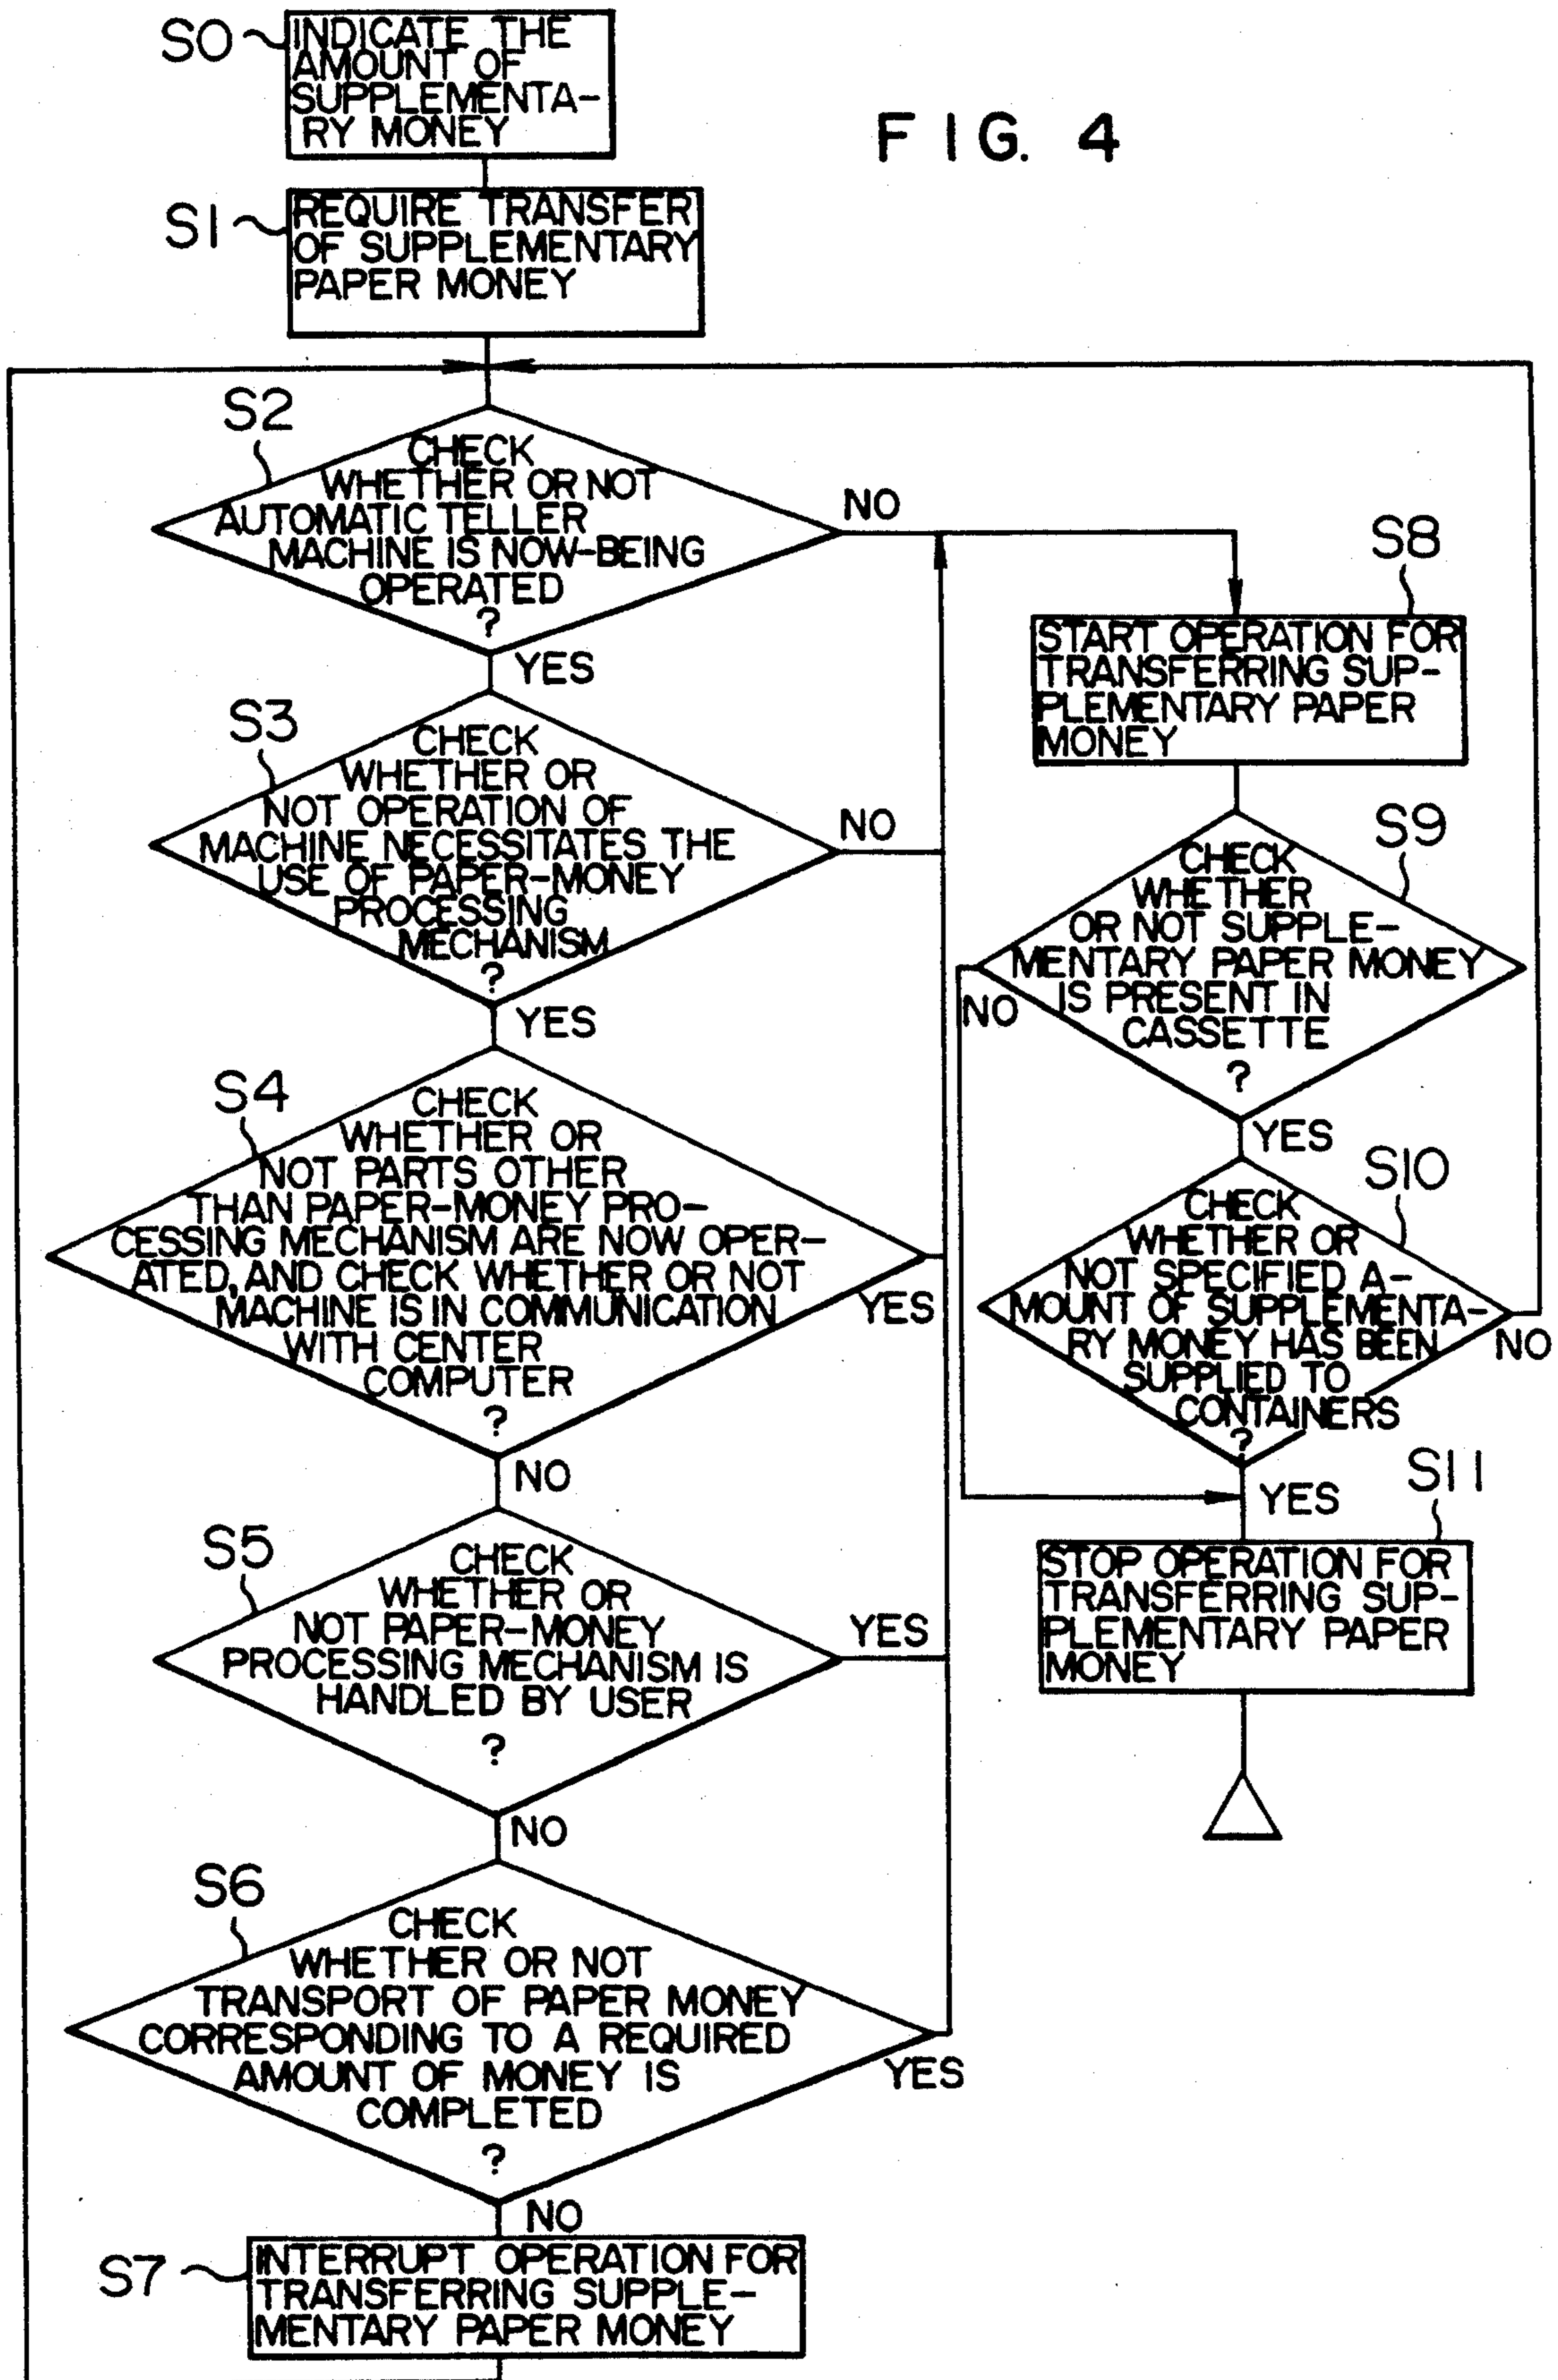 FIG. 4
S0
INDICATE THE
AMOUNT OF
SUPPLEMENTA-
RY MONEY
S1
REQUIRE TRANSFER
OF SUPPLEMENTARY
PAPER MONEY
S2
CHECK
WHETHER OR NOT
AUTOMATIC TELLER
MACHINE IS NOW-BEING
OPERATED
?
NO
YES
S3
CHECK
WHETHER OR
NOT OPERATION OF
MACHINE NECESSITATES THE
USE OF PAPER-MONEY
PROCESSING
MECHANISM
?
NO
YES
S4
CHECK
WHETHER OR
NOT PARTS OTHER
THAN PAPER-MONEY PRO-
CESSING MECHANISM ARE NOW OPER-
ATED, AND CHECK WHETHER OR NOT
MACHINE IS IN COMMUNICATION
WITH CENTER
COMPUTER
?
YES
NO
S5
CHECK
WHETHER OR
NOT PAPER-MONEY
PROCESSING MECHANISM IS
HANDLED BY USER
?
YES
NO
S6
CHECK
WHETHER OR NOT
TRANSPORT OF PAPER MONEY
CORRESPONDING TO A REQUIRED
AMOUNT OF MONEY IS
COMPLETED
?
YES
NO
S7
INTERRUPT OPERATION FOR
TRANSFERRING SUPPLE-
MENTARY PAPER MONEY
S8
START OPERATION FOR
TRANSFERRING SUP-
PLEMENTARY PAPER
MONEY
S9
CHECK
WHETHER
OR NOT SUPPLE-
MENTARY PAPER MONEY
IS PRESENT IN
CASSETTE
?
NO
YES
S10
CHECK
WHETHER OR
NOT SPECIFIED A-
MOUNT OF SUPPLEMENTA-
RY MONEY HAS BEEN
SUPPLIED TO
CONTAINERS
?
NO
YES
S11
STOP OPERATION FOR
TRANSFERRING SUP-
PLEMENTARY PAPER
MONEY